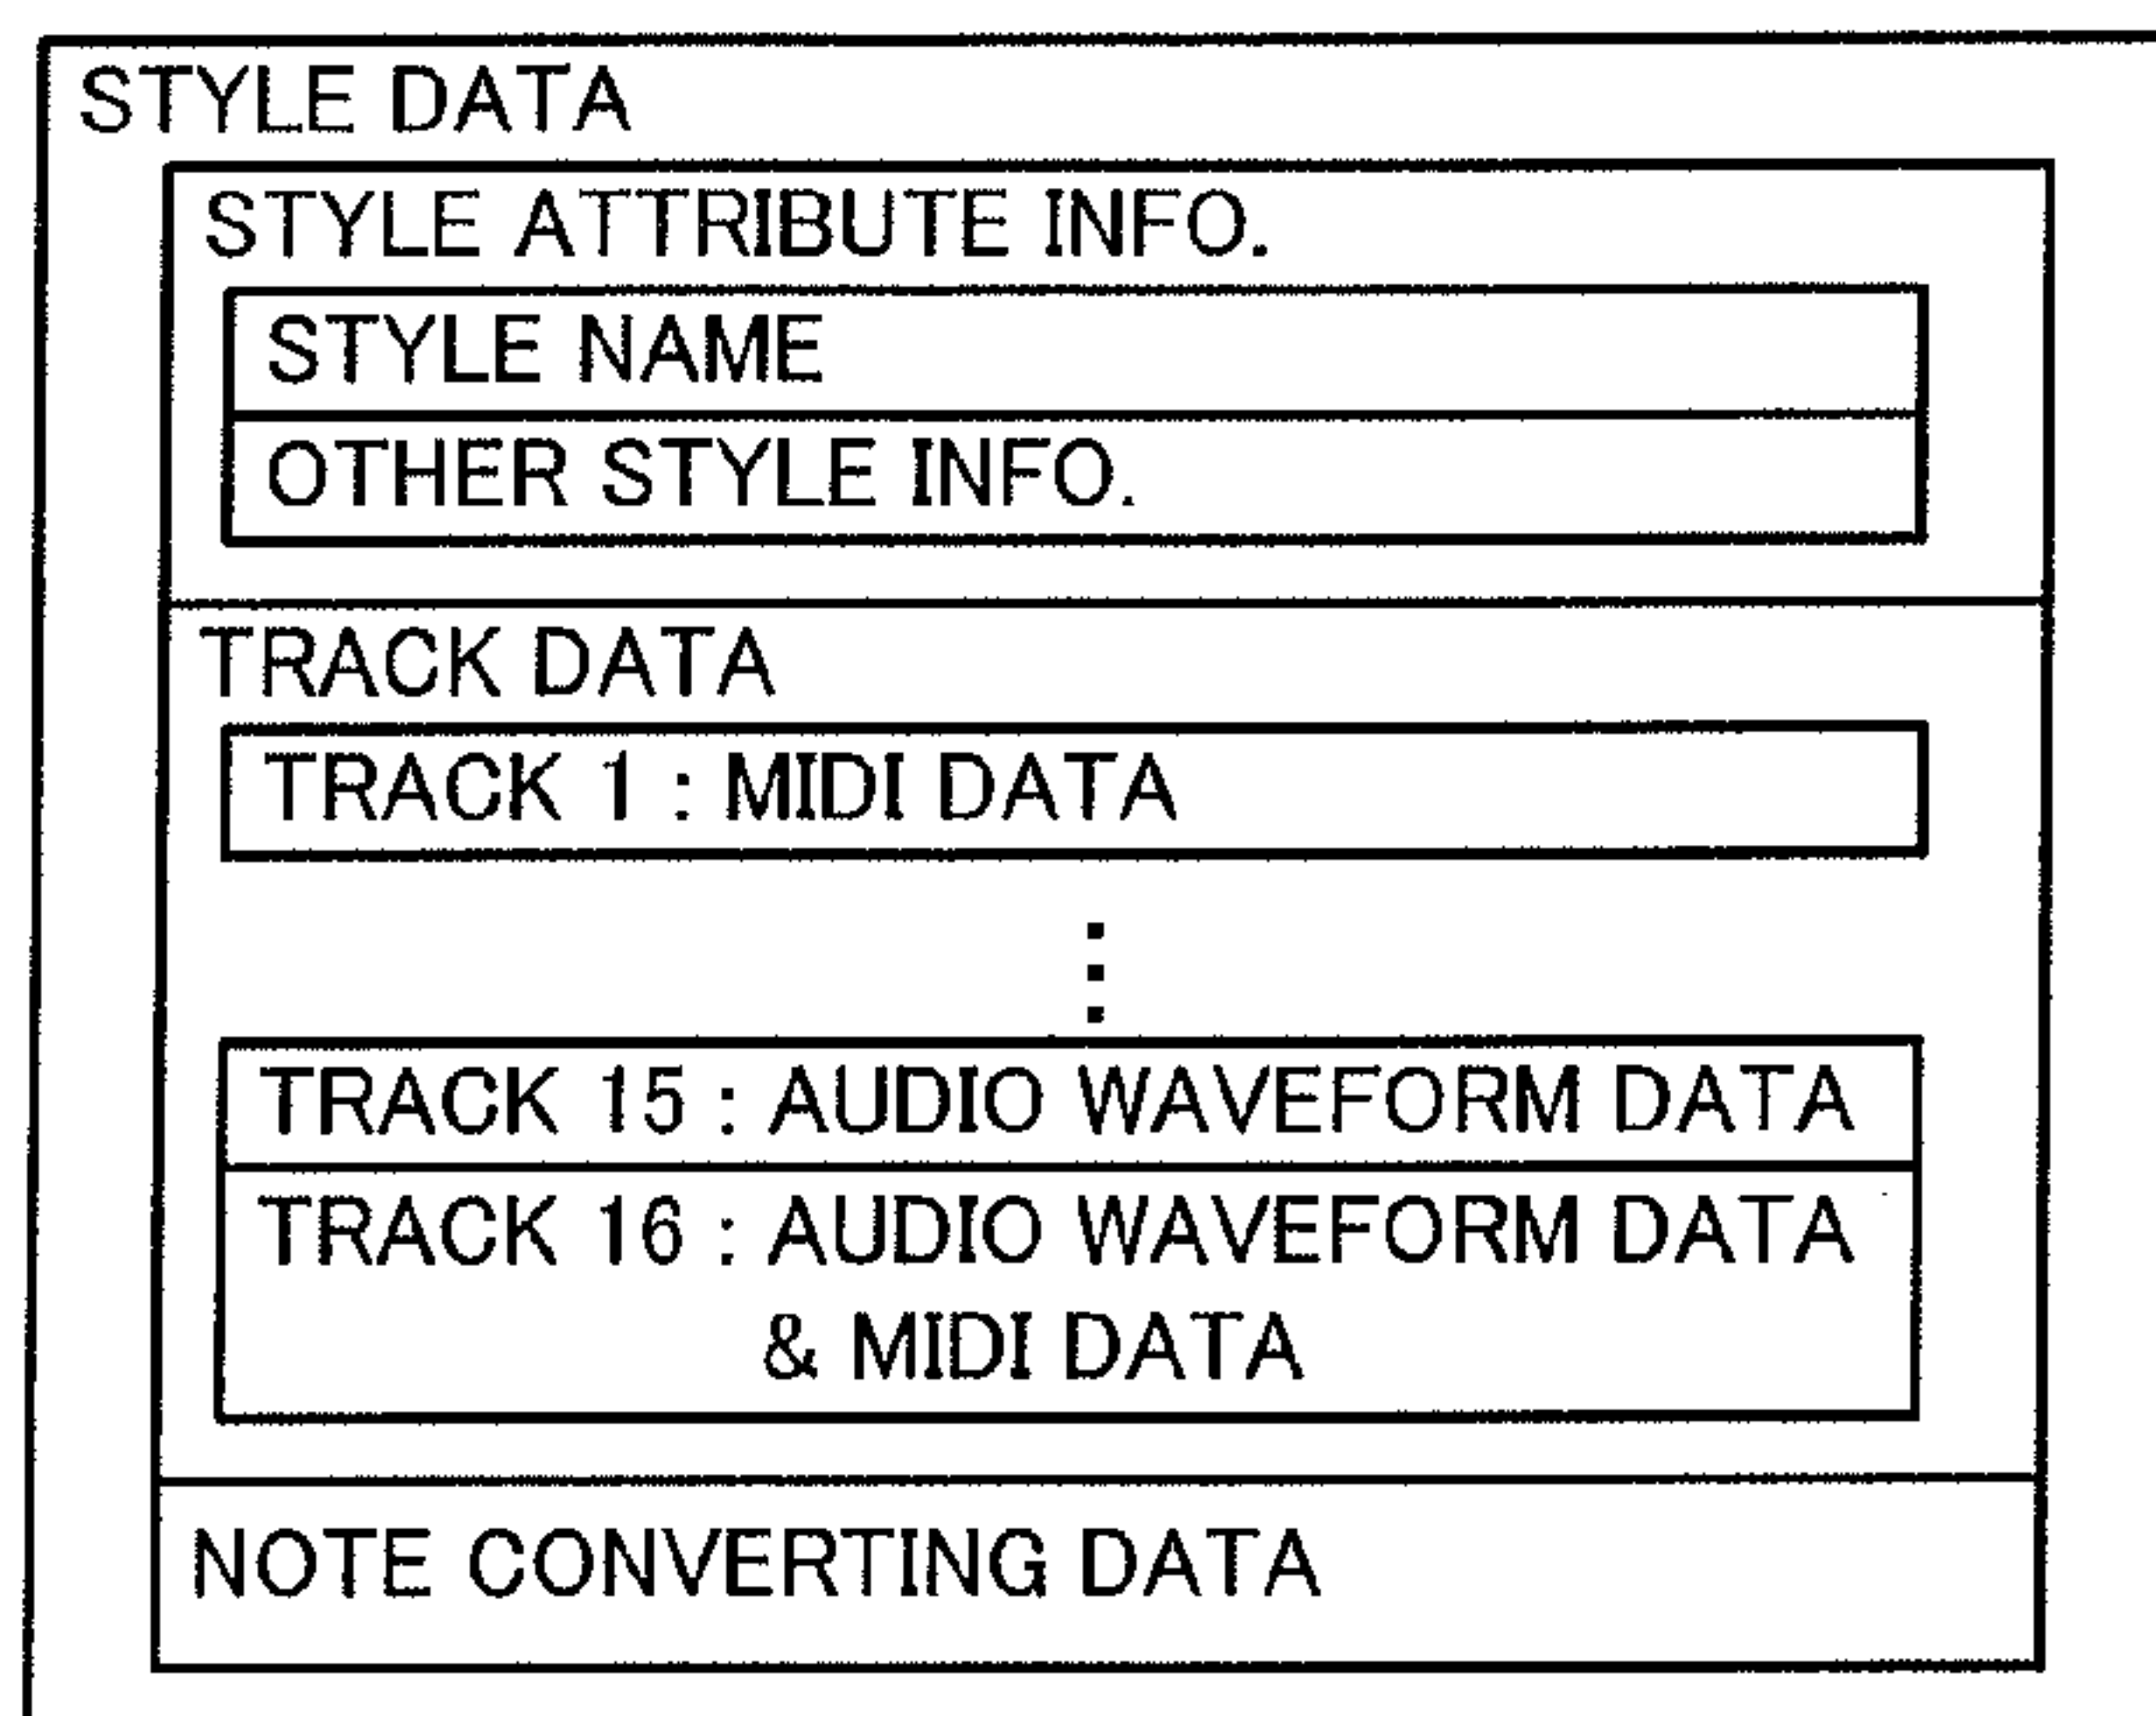 STYLE DATA
STYLE ATTRIBUTE INFO.
STYLE NAME
OTHER STYLE INFO.
TRACK DATA
TRACK 1 : MIDI DATA
TRACK 15 : AUDIO WAVEFORM DATA
TRACK 16 : AUDIO WAVEFORM DATA
& MIDI DATA
NOTE CONVERTING DATA